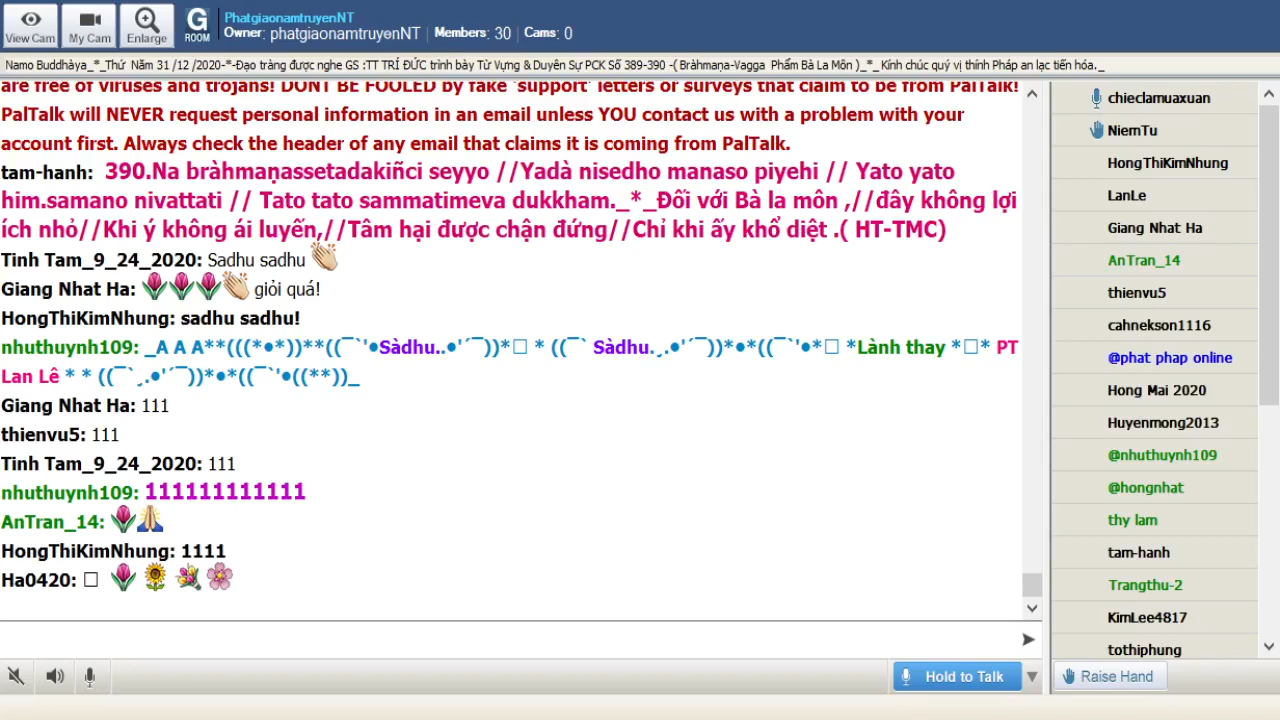 PhatgiaonamtruyenNT
Owner: phatgiaonamtruyenNT | Members: 30 | Cams: 0
View Cam
My Cam
Enlarge
G
ROOM
Namo Buddhàya_*_Thứ Năm 31 /12 /2020-*-Đạo tràng được nghe GS :TT TRÍ ĐỨC trình bày Từ Vựng & Duyên Sự PCK Số 389-390 -( Bràhmaṇa-Vagga Phẩm Bà La Môn )_*_ Kính chúc quý vị thính Pháp an lạc tiến hóa._
are free of viruses and trojans! DONT BE FOOLED by fake 'support' letters or surveys that claim to be from PalTalk!
PalTalk will NEVER request personal information in an email unless YOU contact us with a problem with your
account first. Always check the header of any email that claims it is coming from PalTalk.
tam-hanh: 390.Na bràhmaṇassetadakiñci seyyo //Yadà nisedho manaso piyehi // Yato yato
him.samano nivattati // Tato tato sammatimeva dukkham._*_Đối với Bà la môn ,//đây không lợi
ích nhỏ//Khi ý không ái luyến,//Tâm hại được chận đứng//Chỉ khi ấy khổ diệt .( HT-TMC)
Tinh Tam_9_24_2020: Sadhu sadhu 👏
Giang Nhat Ha: 🌷🌷🌷👏 giỏi quá!
HongThiKimNhung: sadhu sadhu!
nhuthuynh109: _A A A**(((*•*))**((¯`'•Sàdhu..•'´¯))*□ * ((¯` Sàdhu.¸.•'´¯))*•*((¯`'•*□ *Lành thay *□* PT
Lan Lê * * ((¯`¸.•'´¯))*•*((¯`'•((**))_
Giang Nhat Ha: 111
thienvu5: 111
Tinh Tam_9_24_2020: 111
nhuthuynh109: 111111111111
AnTran_14: 🌷🙏
HongThiKimNhung: 1111
Ha0420: □ 🌷 🌻 💐 🌸
Hold to Talk
chieclamuaxuan
NiemTu
HongThiKimNhung
LanLe
Giang Nhat Ha
AnTran_14
thienvu5
cahnekson1116
@phat phap online
Hong Mai 2020
Huyenmong2013
@nhuthuynh109
@hongnhat
thy lam
tam-hanh
Trangthu-2
KimLee4817
tothiphung
Raise Hand